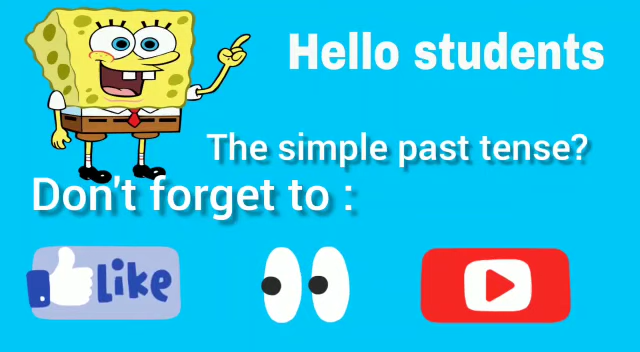 Hello students
The simple past tense?
Don't forget to :
Like